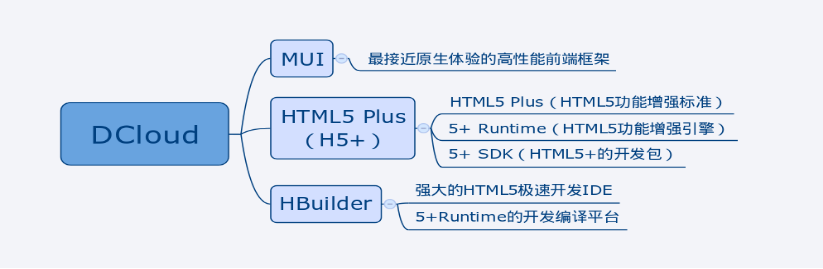 DCloud
MUI
最接近原生体验的高性能前端框架
HTML5 Plus
（H5+）
HTML5 Plus（HTML5功能增强标准）
5+ Runtime（HTML5功能增强引擎）
5+ SDK（HTML5+的开发包）
HBuilder
强大的HTML5极速开发IDE
5+Runtime的开发编译平台